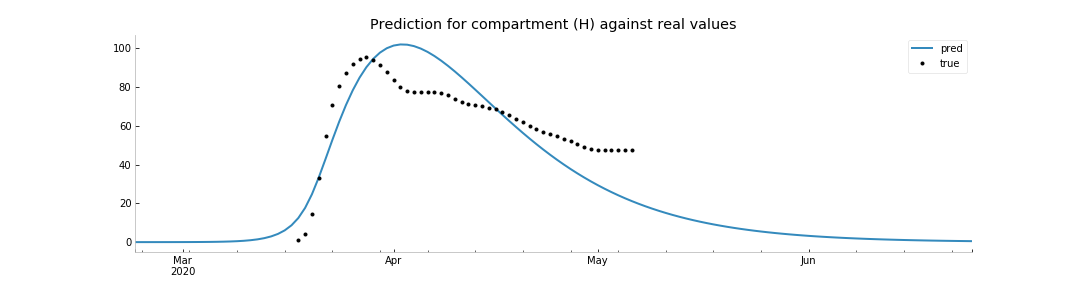 Prediction for compartment (H) against real values
pred
true
100
80
60
40
20
0
Mar
2020
Apr
May
Jun